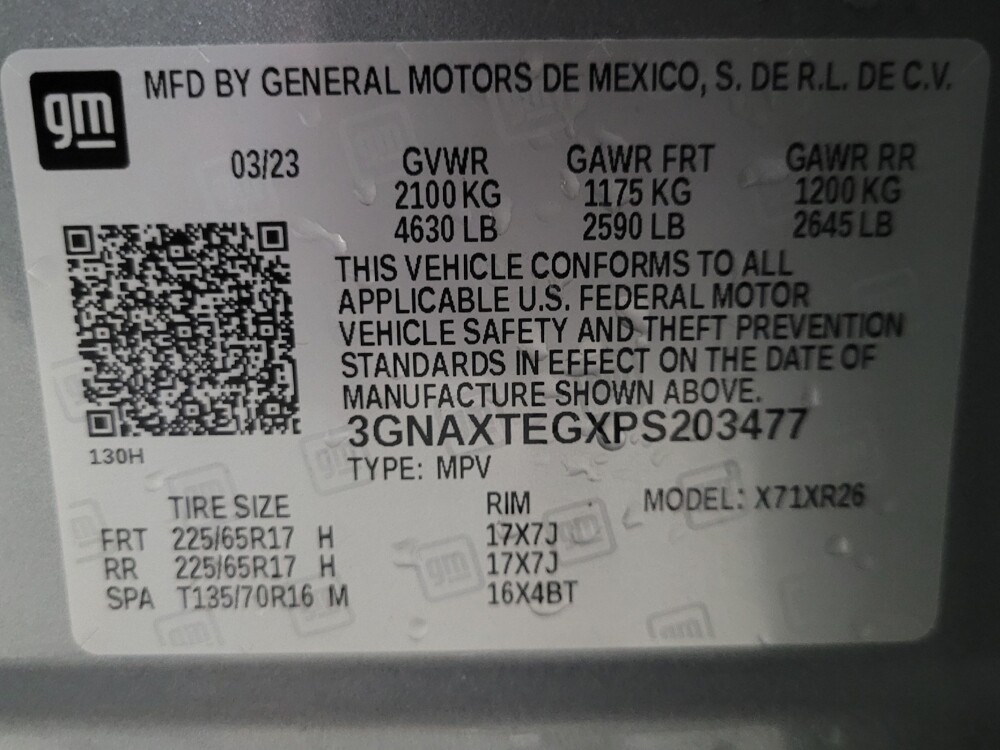 gm
MFD BY GENERAL MOTORS DE MEXICO, S. DE R.L. DE C.V.
03/23 GVWR GAWR FRT GAWR RR
2100 KG 1175 KG 1200 KG
4630 LB 2590 LB 2645 LB
THIS VEHICLE CONFORMS TO ALL
APPLICABLE U.S. FEDERAL MOTOR
VEHICLE SAFETY AND THEFT PREVENTION
STANDARDS IN EFFECT ON THE DATE OF
MANUFACTURE SHOWN ABOVE.
3GNAXTEGXPS203477
130H
TYPE: MPV
TIRE SIZE RIM MODEL: X71XR26
FRT 225/65R17 H 17X7J
RR 225/65R17 H 17X7J
SPA T135/70R16 M 16X4BT